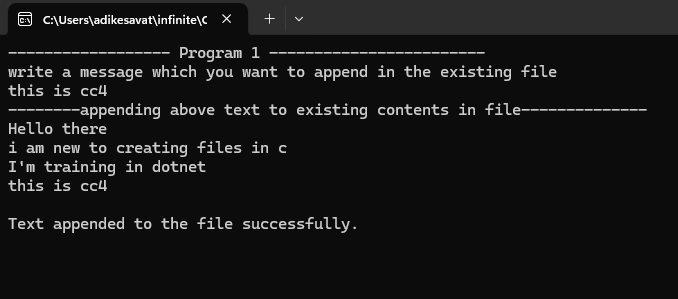 C:\Users\adikesavat\infinite\C
------------------ Program 1 ------------------------
write a message which you want to append in the existing file
this is cc4
--------appending above text to existing contents in file--------------
Hello there
i am new to creating files in c
I'm training in dotnet
this is cc4
Text appended to the file successfully.